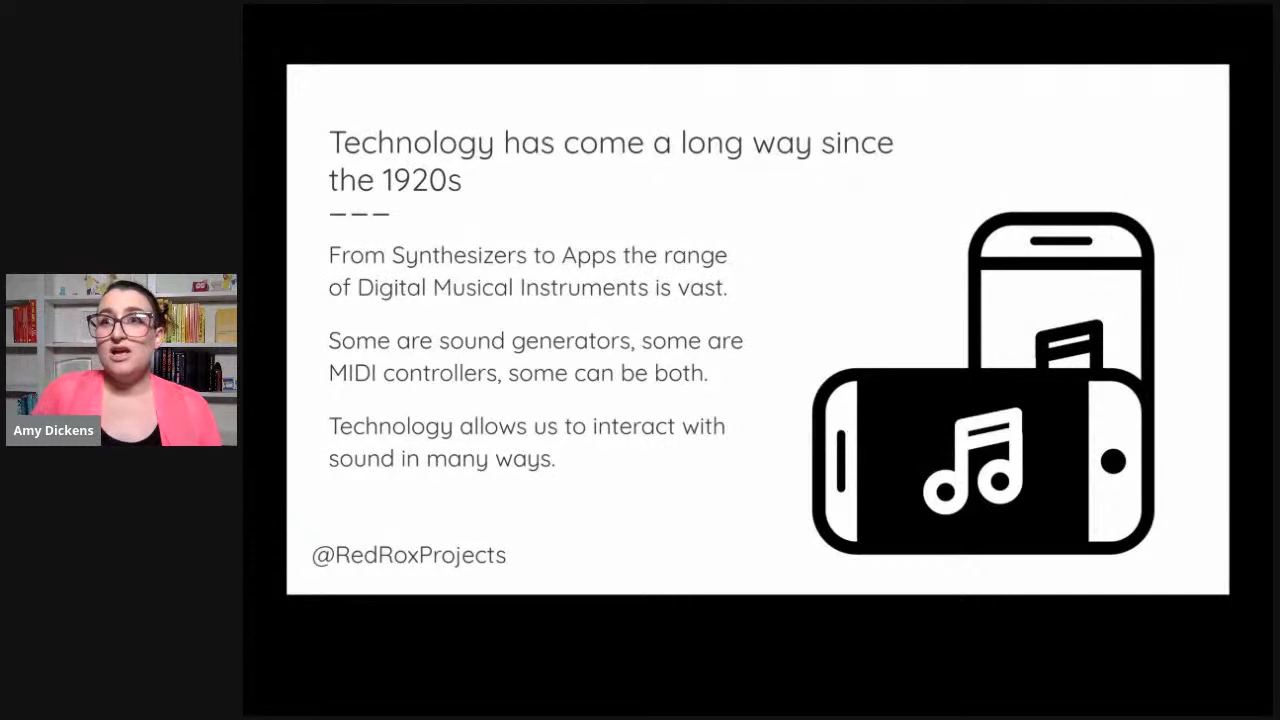 Technology has come a long way since
the 1920s
From Synthesizers to Apps the range
of Digital Musical Instruments is vast.
Some are sound generators, some are
MIDI controllers, some can be both.
Technology allows us to interact with
sound in many ways.
@RedRoxProjects
Amy Dickens